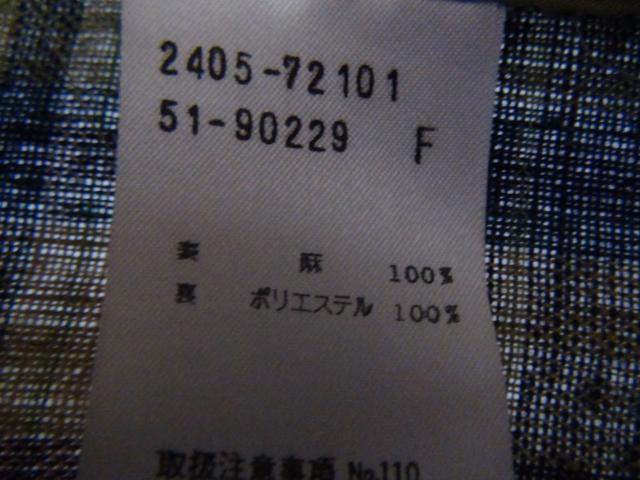 2405-72101
51-90229 F
表 麻 100%
裏 ポリエステル 100%
取扱注意事項 No.110